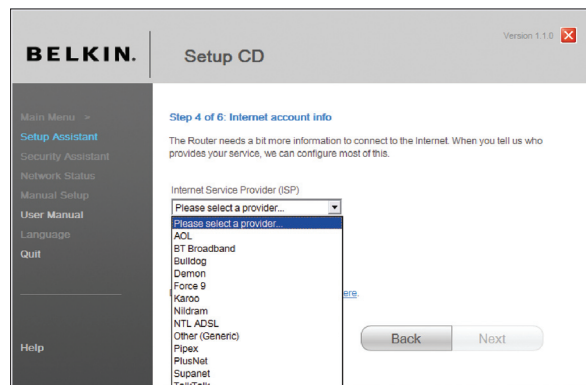 BELKIN.
Setup CD
Version 1.1.0
Main Menu >
Setup Assistant
Security Assistant
Network Status
Manual Setup
User Manual
Language
Quit
Help
Step 4 of 6: Internet account info
The Router needs a bit more information to connect to the Internet. When you tell us who
provides your service, we can configure most of this.
Internet Service Provider (ISP)
Please select a provider...
Please select a provider...
AOL
BT Broadband
Bulldog
Demon
Force 9
Karoo
Nildram
NTL ADSL
Other (Generic)
Pipex
PlusNet
Supanet
TalkTalk
ere.
Back
Next